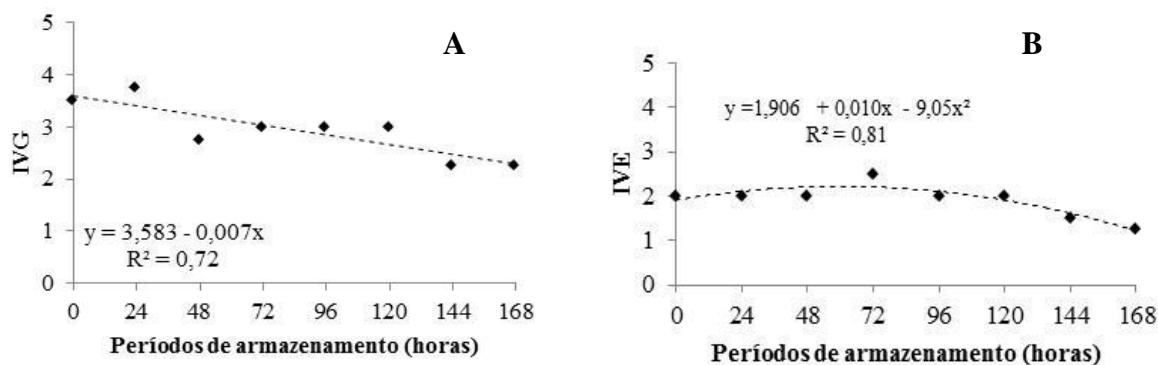 A
5
4
3
2
1
0
IVG
y = 3,583 - 0,007x
R² = 0,72
0 24 48 72 96 120 144 168
Períodos de armazenamento (horas)
B
5
4
3
2
1
0
IVE
y =1,906 + 0,010x - 9,05x²
R² = 0,81
0 24 48 72 96 120 144 168
Períodos de armazenamento (horas)